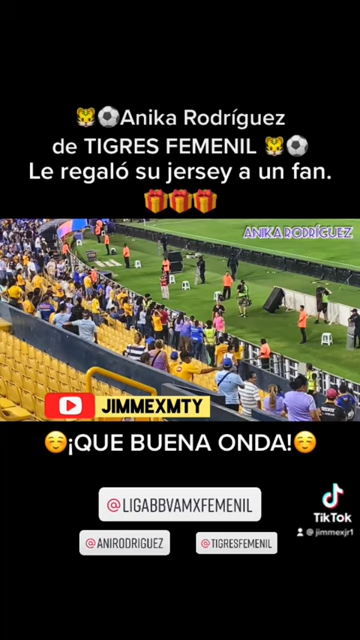 🐯⚽Anika Rodríguez
de TIGRES FEMENIL 🐯⚽
Le regaló su jersey a un fan.
🎁🎁🎁
ANIKA RODRÍGUEZ
JIMMEXMTY
☺️¡QUE BUENA ONDA!☺️
@LIGABBVAMXFEMENIL
@ANIRODRIGUEZ
@TIGRESFEMENIL
TikTok
@jimmexjr1